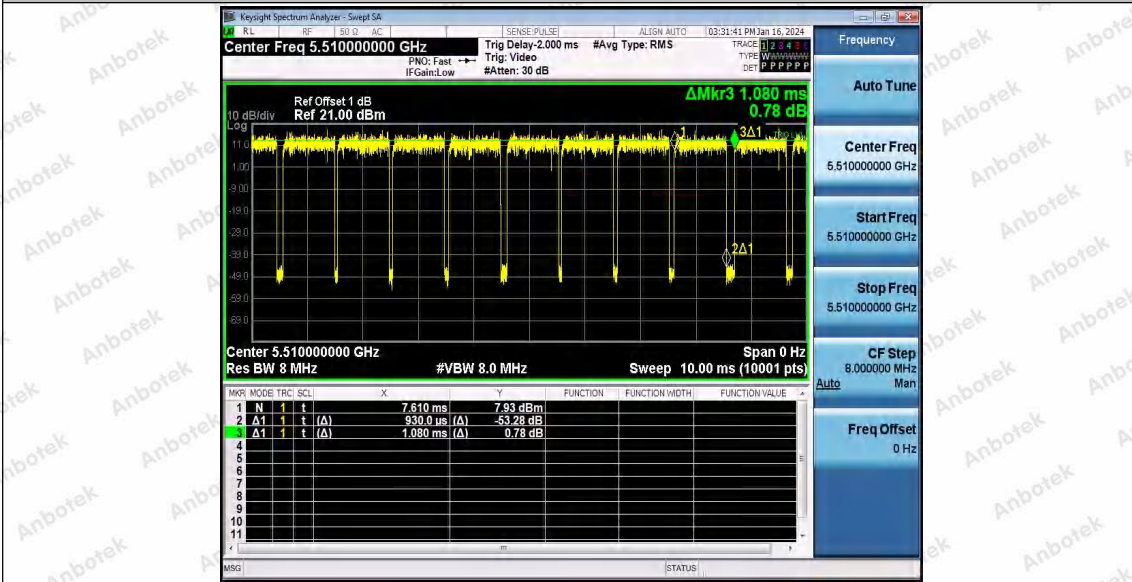 Keysight Spectrum Analyzer - Swept SA
RL RF 50 Ω AC SENSE:PULSE ALIGN AUTO 03:31:41 PM Jan 16, 2024
Center Freq 5.510000000 GHz
PNO: Fast
IFGain:Low
Trig Delay-2.000 ms #Avg Type: RMS
Trig: Video
#Atten: 30 dB
TRACE 1 2 3 4 5 6
TYPE W
DET P P P P P P
ΔMkr3 1.080 ms
0.78 dB
Ref Offset 1 dB
10 dB/div Ref 21.00 dBm
Log
11.0
1.00
-9.00
-19.0
-29.0
-39.0
-49.0
-59.0
-69.0
1
3Δ1
2Δ1
Center 5.510000000 GHz Span 0 Hz
Res BW 8 MHz #VBW 8.0 MHz Sweep 10.00 ms (10001 pts)
MKR MODE TRC SCL X Y FUNCTION FUNCTION WIDTH FUNCTION VALUE
1 N 1 t 7.610 ms 7.93 dBm
2 Δ1 1 t (Δ) 930.0 µs (Δ) -53.28 dB
3 Δ1 1 t (Δ) 1.080 ms (Δ) 0.78 dB
4
5
6
7
8
9
10
11
MSG STATUS
Frequency
Auto Tune
Center Freq
5.510000000 GHz
Start Freq
5.510000000 GHz
Stop Freq
5.510000000 GHz
CF Step
8.000000 MHz
Auto Man
Freq Offset
0 Hz
Anbotek